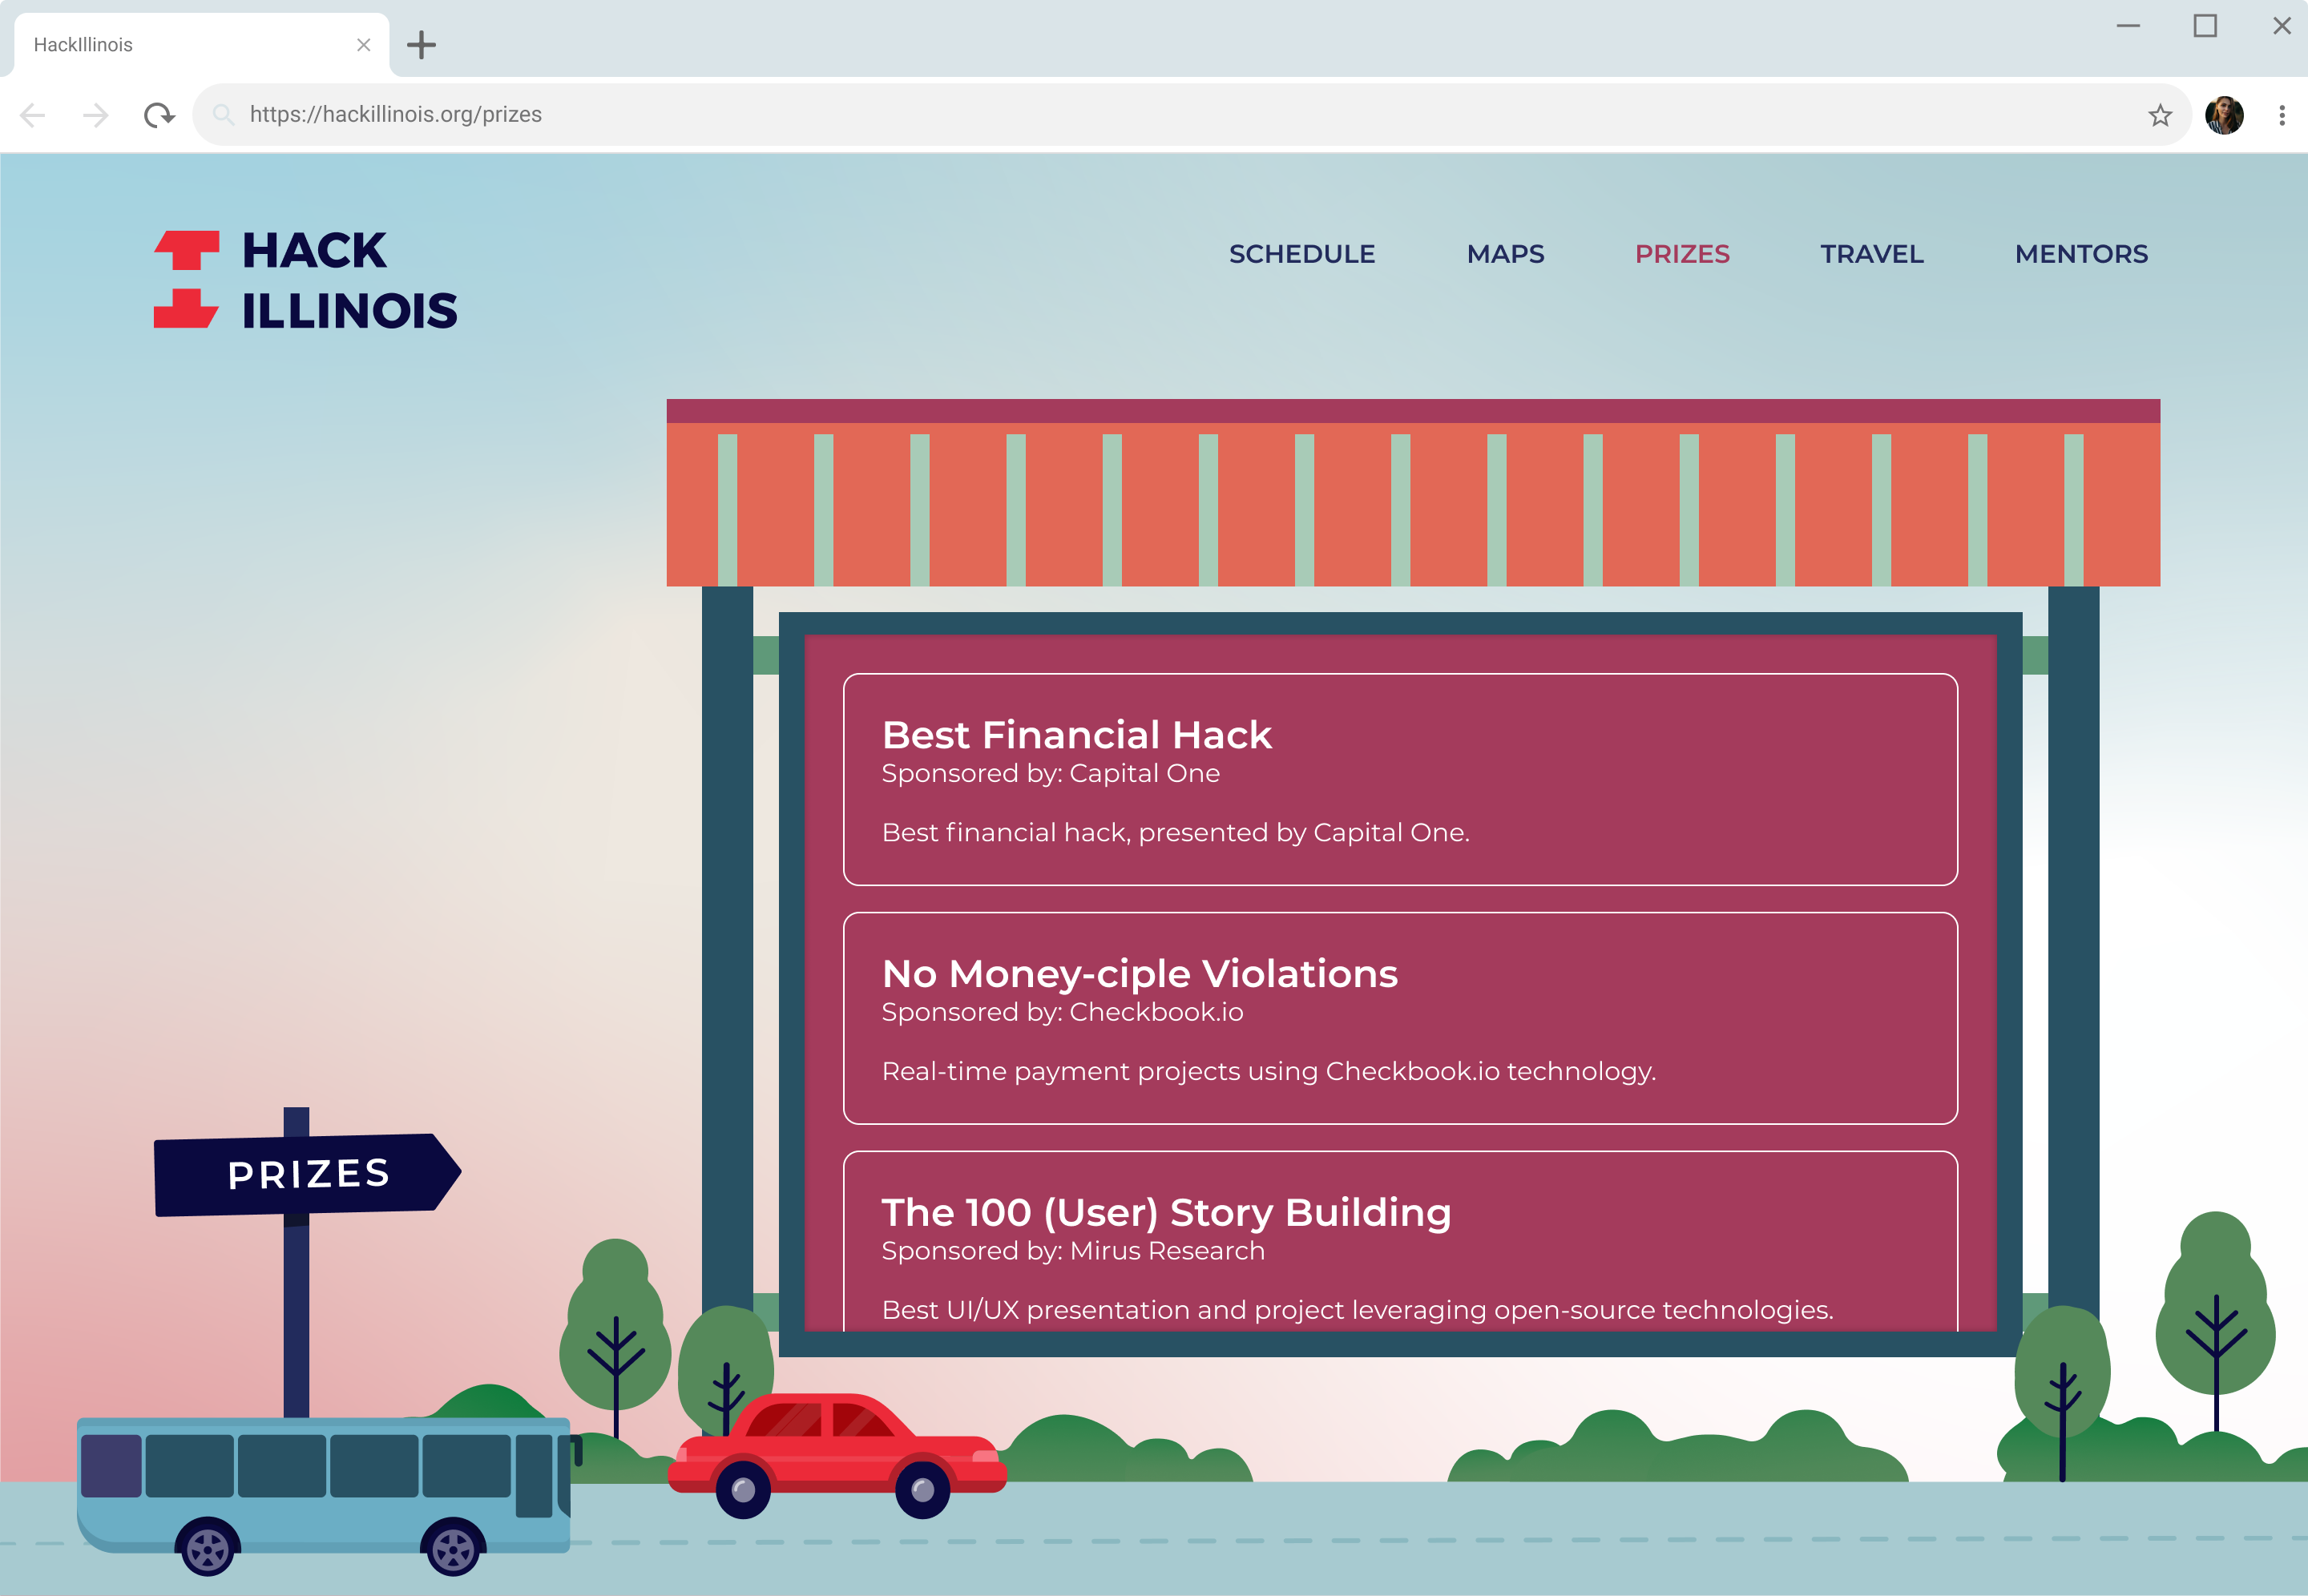 HackIllinois
https://hackillinois.org/prizes
HACK
ILLINOIS
SCHEDULE MAPS PRIZES TRAVEL MENTORS
Best Financial Hack
Sponsored by: Capital One
Best financial hack, presented by Capital One.
No Money-ciple Violations
Sponsored by: Checkbook.io
Real-time payment projects using Checkbook.io technology.
The 100 (User) Story Building
Sponsored by: Mirus Research
Best UI/UX presentation and project leveraging open-source technologies.
PRIZES